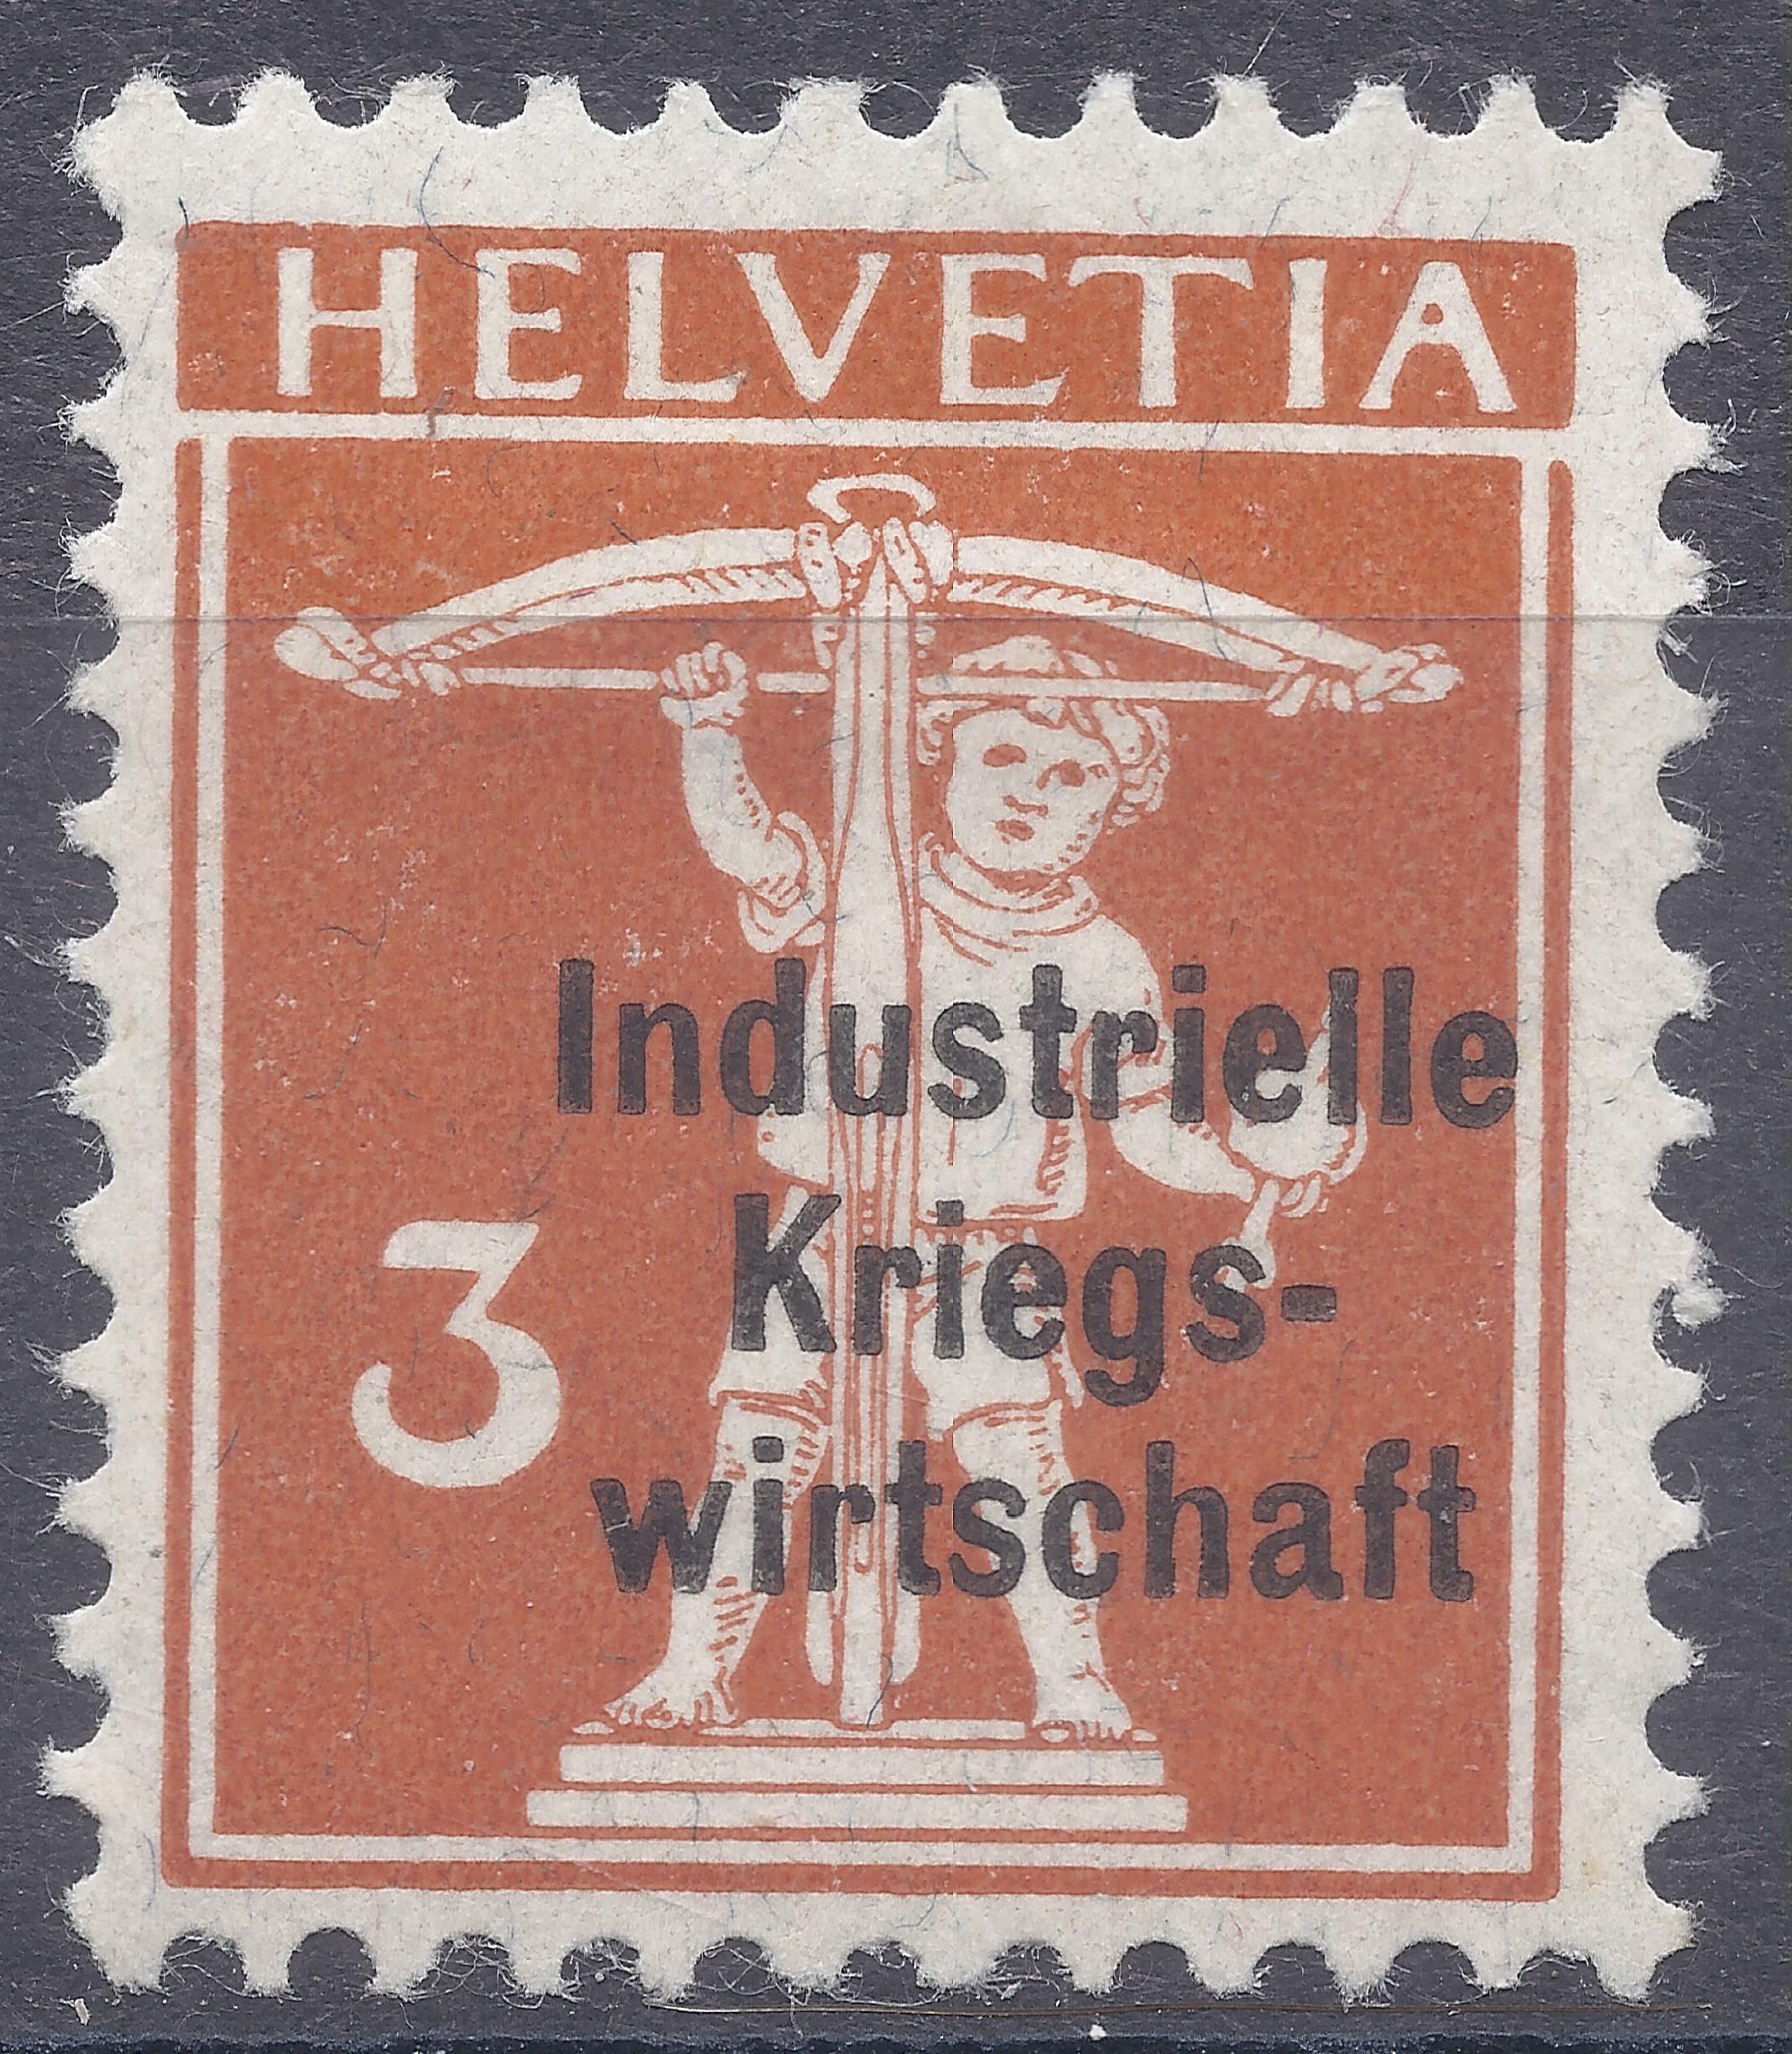 HELVETIA
Industrielle
3
Kriegs-
wirtschaft